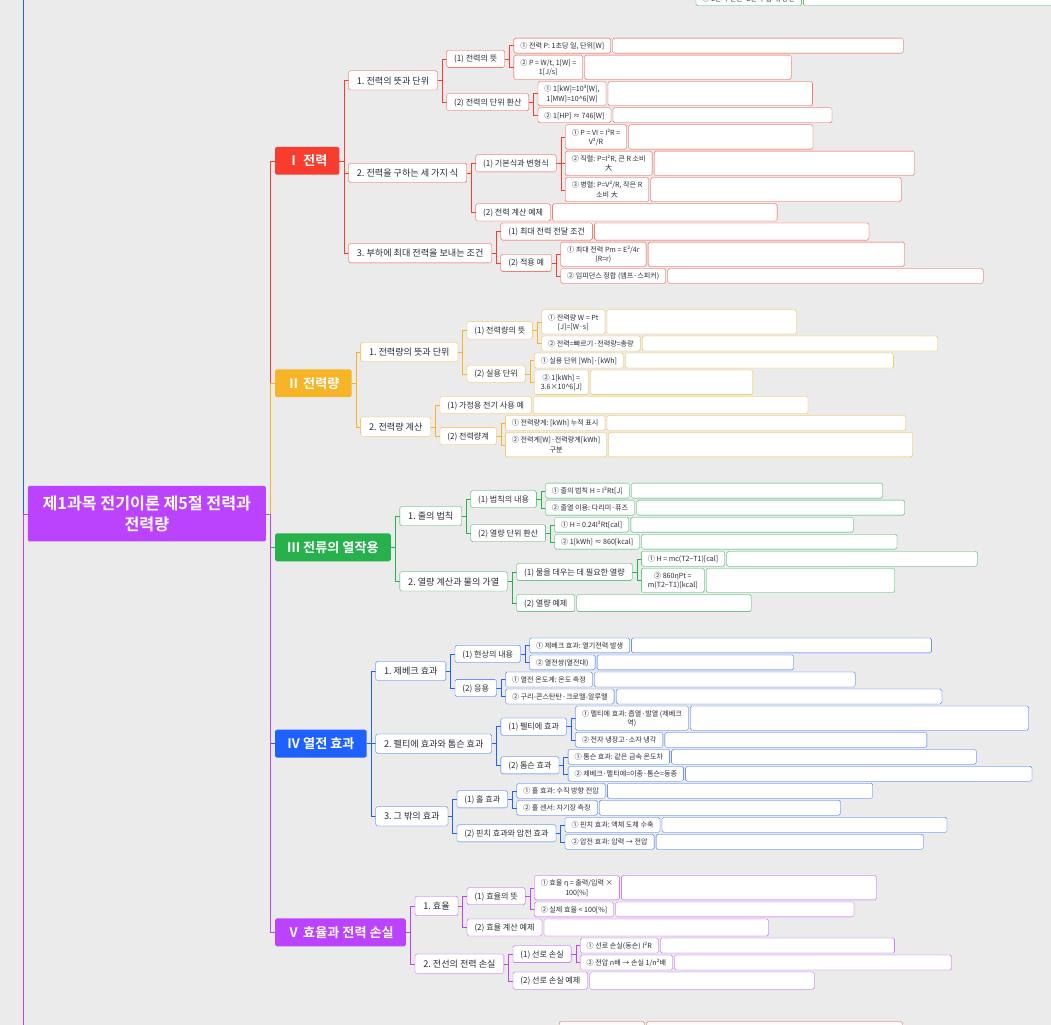 (1) 전력의 뜻
① 전력 P: 1초당 일, 단위[W]
② P = W/t, 1[W] =
1[J/s]
1. 전력의 뜻과 단위
(2) 전력의 단위 환산
① 1[kW]=10³[W],
1[MW]=10^6[W]
② 1[HP] ≈ 746[W]
Ⅰ 전력
2. 전력을 구하는 세 가지 식
(1) 기본식과 변형식
① P = VI = I²R =
V²/R
② 직렬: P=I²R, 큰 R 소비
大
③ 병렬: P=V²/R, 작은 R
소비 大
(2) 전력 계산 예제
3. 부하에 최대 전력을 보내는 조건
(1) 최대 전력 전달 조건
(2) 적용 예
① 최대 전력 Pm = E²/4r
(R=r)
② 임피던스 정합 (앰프·스피커)
Ⅱ 전력량
1. 전력량의 뜻과 단위
(1) 전력량의 뜻
① 전력량 W = Pt
[J]=[W·s]
② 전력=빠르기·전력량=총량
(2) 실용 단위
① 실용 단위 [Wh]·[kWh]
② 1[kWh] =
3.6×10^6[J]
2. 전력량 계산
(1) 가정용 전기 사용 예
(2) 전력량계
① 전력량계: [kWh] 누적 표시
② 전력계[W]·전력량계[kWh]
구분
제1과목 전기이론 제5절 전력과
전력량
Ⅲ 전류의 열작용
1. 줄의 법칙
(1) 법칙의 내용
① 줄의 법칙 H = I²Rt[J]
② 줄열 이용: 다리미·퓨즈
(2) 열량 단위 환산
① H = 0.24I²Rt[cal]
② 1[kWh] ≈ 860[kcal]
2. 열량 계산과 물의 가열
(1) 물을 데우는 데 필요한 열량
① H = mc(T2−T1)[cal]
② 860ηPt =
m(T2−T1)[kcal]
(2) 열량 예제
Ⅳ 열전 효과
1. 제베크 효과
(1) 현상의 내용
① 제베크 효과: 열기전력 발생
② 열전쌍(열전대)
(2) 응용
① 열전 온도계: 온도 측정
② 구리-콘스탄탄·크로멜-알루멜
2. 펠티에 효과와 톰슨 효과
(1) 펠티에 효과
① 펠티에 효과: 흡열·발열 (제베크
역)
② 전자 냉장고·소자 냉각
(2) 톰슨 효과
① 톰슨 효과: 같은 금속 온도차
② 제베크·펠티에=이종·톰슨=동종
3. 그 밖의 효과
(1) 홀 효과
① 홀 효과: 수직 방향 전압
② 홀 센서: 자기장 측정
(2) 핀치 효과와 압전 효과
① 핀치 효과: 액체 도체 수축
② 압전 효과: 압력 → 전압
Ⅴ 효율과 전력 손실
1. 효율
(1) 효율의 뜻
① 효율 η = 출력/입력 ×
100[%]
② 실제 효율 < 100[%]
(2) 효율 계산 예제
2. 전선의 전력 손실
(1) 선로 손실
① 선로 손실(동손) I²R
② 전압 n배 → 손실 1/n²배
(2) 선로 손실 예제